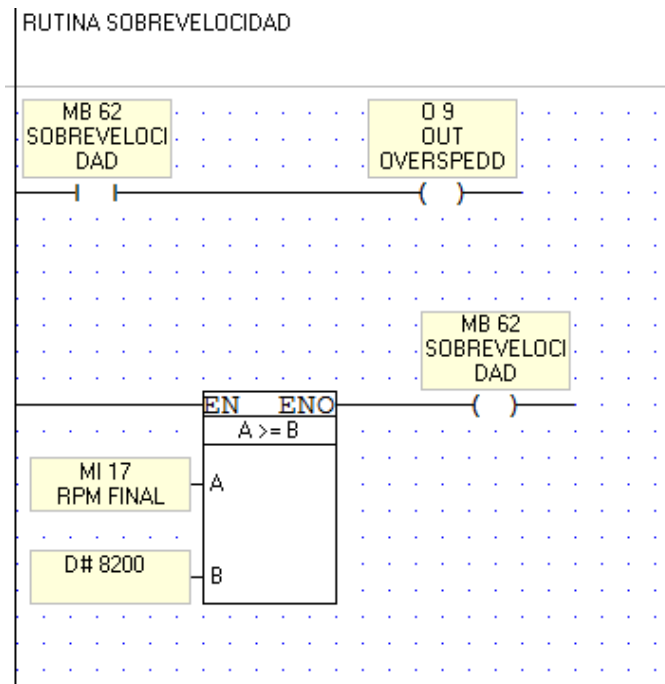 RUTINA SOBREVELOCIDAD
MB 62
SOBREVELOCI
DAD
O 9
OUT
OVERSPEDD
MB 62
SOBREVELOCI
DAD
EN ENO
A >= B
MI 17
RPM FINAL
A
D# 8200
B